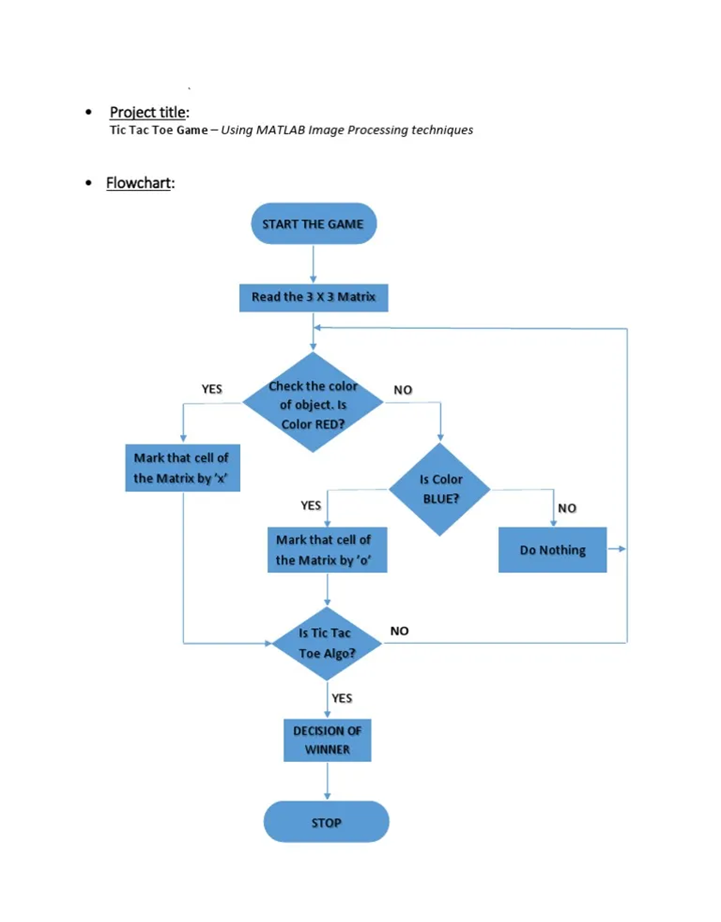 • Project title:
Tic Tac Toe Game – Using MATLAB Image Processing techniques
• Flowchart:
START THE GAME
Read the 3 X 3 Matrix
YES
Check the color
of object. Is
Color RED?
NO
Mark that cell of
the Matrix by ‘x’
Is Color
BLUE?
YES
NO
Mark that cell of
the Matrix by ‘o’
Do Nothing
Is Tic Tac
Toe Algo?
NO
YES
DECISION OF
WINNER
STOP